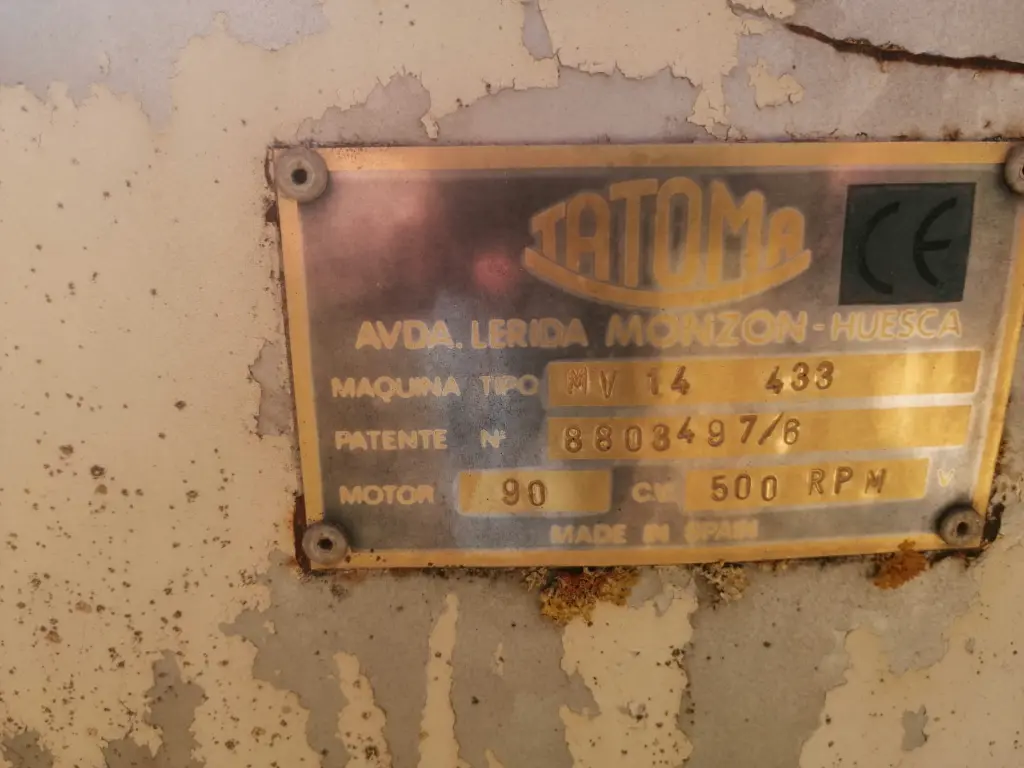 TATOMA CE
AVDA. LERIDA MONZON - HUESCA
MAQUINA TIPO MV 14 433
PATENTE Nº 8803497/6
MOTOR 90 C.V. 500 RPM V
MADE IN SPAIN